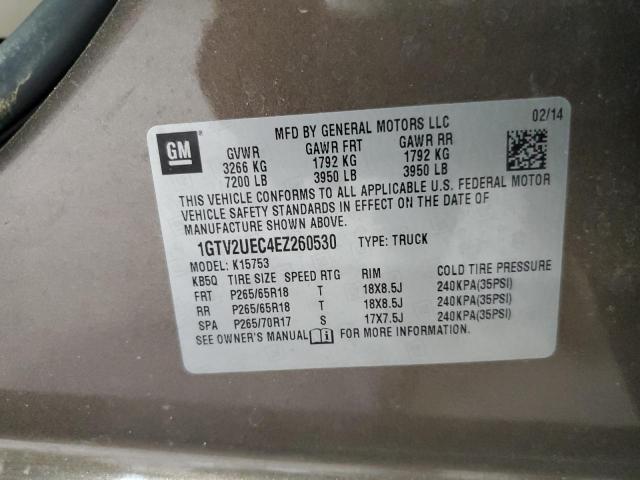 GM
MFD BY GENERAL MOTORS LLC 02/14
GVWR GAWR FRT GAWR RR
3266 KG 1792 KG 1792 KG
7200 LB 3950 LB 3950 LB
THIS VEHICLE CONFORMS TO ALL APPLICABLE U.S. FEDERAL MOTOR
VEHICLE SAFETY STANDARDS IN EFFECT ON THE DATE OF
MANUFACTURE SHOWN ABOVE.
1GTV2UEC4EZ260530 TYPE: TRUCK
MODEL: K15753
KB5Q TIRE SIZE SPEED RTG RIM COLD TIRE PRESSURE
FRT P265/65R18 T 18X8.5J 240KPA(35PSI)
RR P265/65R18 T 18X8.5J 240KPA(35PSI)
SPA P265/70R17 S 17X7.5J 240KPA(35PSI)
SEE OWNER'S MANUAL FOR MORE INFORMATION